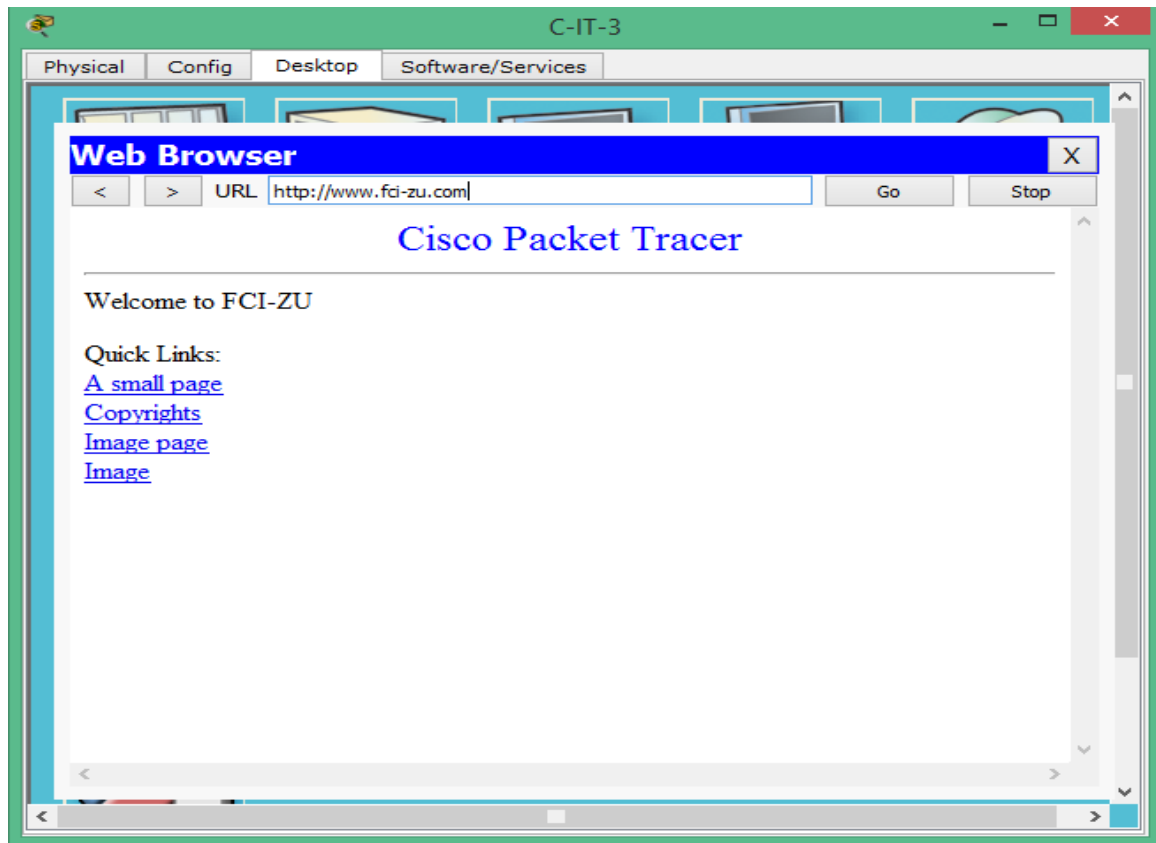 C-IT-3
Physical Config Desktop Software/Services
Web Browser X
< > URL http://www.fci-zu.com Go Stop
Cisco Packet Tracer
Welcome to FCI-ZU
Quick Links:
A small page
Copyrights
Image page
Image